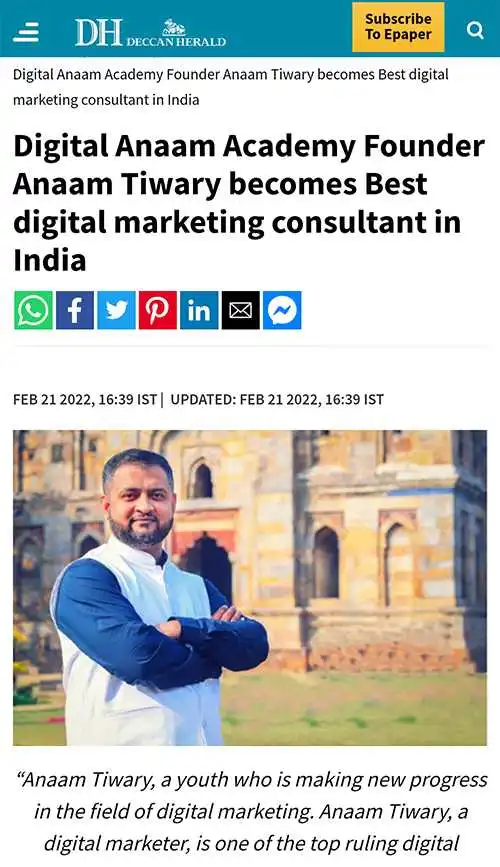 DH DECCAN HERALD
Subscribe
To Epaper
Digital Anaam Academy Founder Anaam Tiwary becomes Best digital
marketing consultant in India
Digital Anaam Academy Founder
Anaam Tiwary becomes Best
digital marketing consultant in
India
FEB 21 2022, 16:39 IST | UPDATED: FEB 21 2022, 16:39 IST
“Anaam Tiwary, a youth who is making new progress
in the field of digital marketing. Anaam Tiwary, a
digital marketer, is one of the top ruling digital